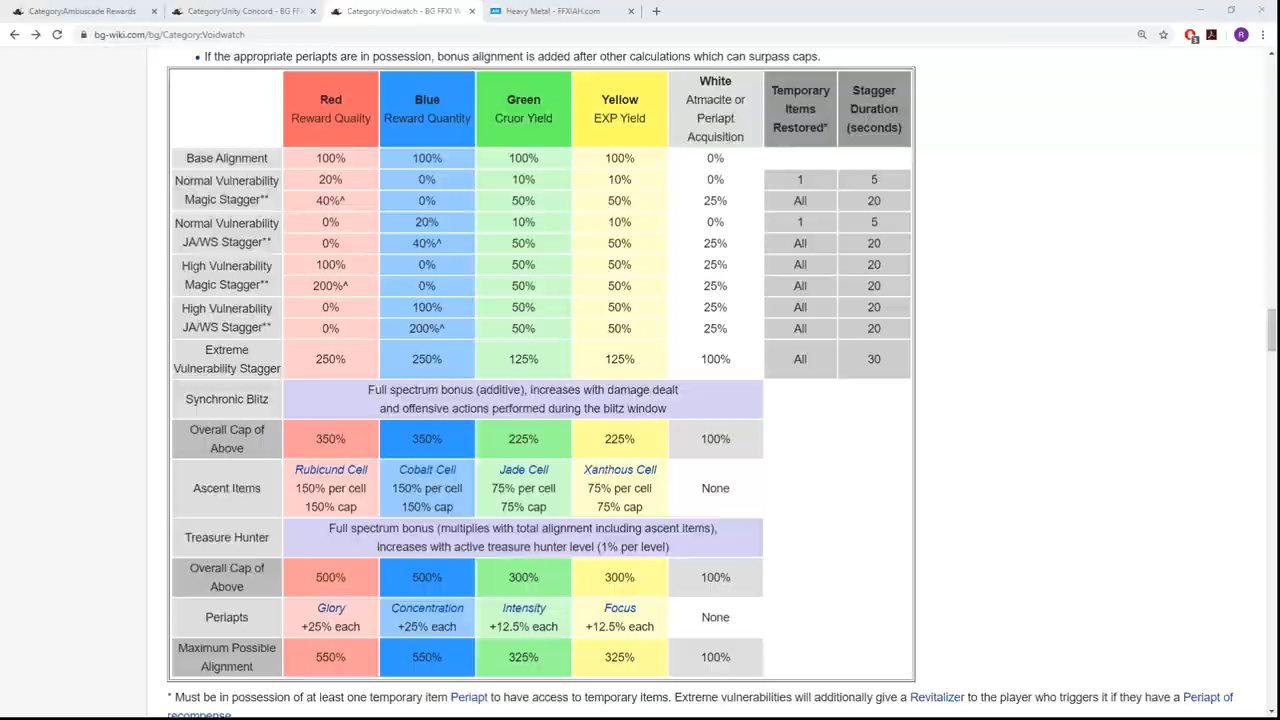 Category:Ambuscade Rewards
Category:Unity Concord - BG FF
Category:Voidwatch - BG FFXI W
Heavy Metal - FFXIAH.com
bg-wiki.com/bg/Category:Voidwatch
If the appropriate periapts are in possession, bonus alignment is added after other calculations which can surpass caps.
Red
Reward Quality
Blue
Reward Quantity
Green
Cruor Yield
Yellow
EXP Yield
White
Atmacite or
Periapt
Acquisition
Temporary
Items
Restored*
Stagger
Duration
(seconds)
Base Alignment 100% 100% 100% 100% 0%
Normal Vulnerability
Magic Stagger**
20% 0% 10% 10% 0% 1 5
40%^ 0% 50% 50% 25% All 20
Normal Vulnerability
JA/WS Stagger**
0% 20% 10% 10% 0% 1 5
0% 40%^ 50% 50% 25% All 20
High Vulnerability
Magic Stagger**
100% 0% 50% 50% 25% All 20
200%^ 0% 50% 50% 25% All 20
High Vulnerability
JA/WS Stagger**
0% 100% 50% 50% 25% All 20
0% 200%^ 50% 50% 25% All 20
Extreme
Vulnerability Stagger
250% 250% 125% 125% 100% All 30
Synchronic Blitz
Full spectrum bonus (additive), increases with damage dealt
and offensive actions performed during the blitz window
Overall Cap of
Above
350% 350% 225% 225% 100%
Ascent Items
Rubicund Cell
150% per cell
150% cap
Cobalt Cell
150% per cell
150% cap
Jade Cell
75% per cell
75% cap
Xanthous Cell
75% per cell
75% cap
None
Treasure Hunter
Full spectrum bonus (multiplies with total alignment including ascent items),
increases with active treasure hunter level (1% per level)
Overall Cap of
Above
500% 500% 300% 300% 100%
Periapts
Glory
+25% each
Concentration
+25% each
Intensity
+12.5% each
Focus
+12.5% each
None
Maximum Possible
Alignment
550% 550% 325% 325% 100%
* Must be in possession of at least one temporary item Periapt to have access to temporary items. Extreme vulnerabilities will additionally give a Revitalizer to the player who triggers it if they have a Periapt of
recompense